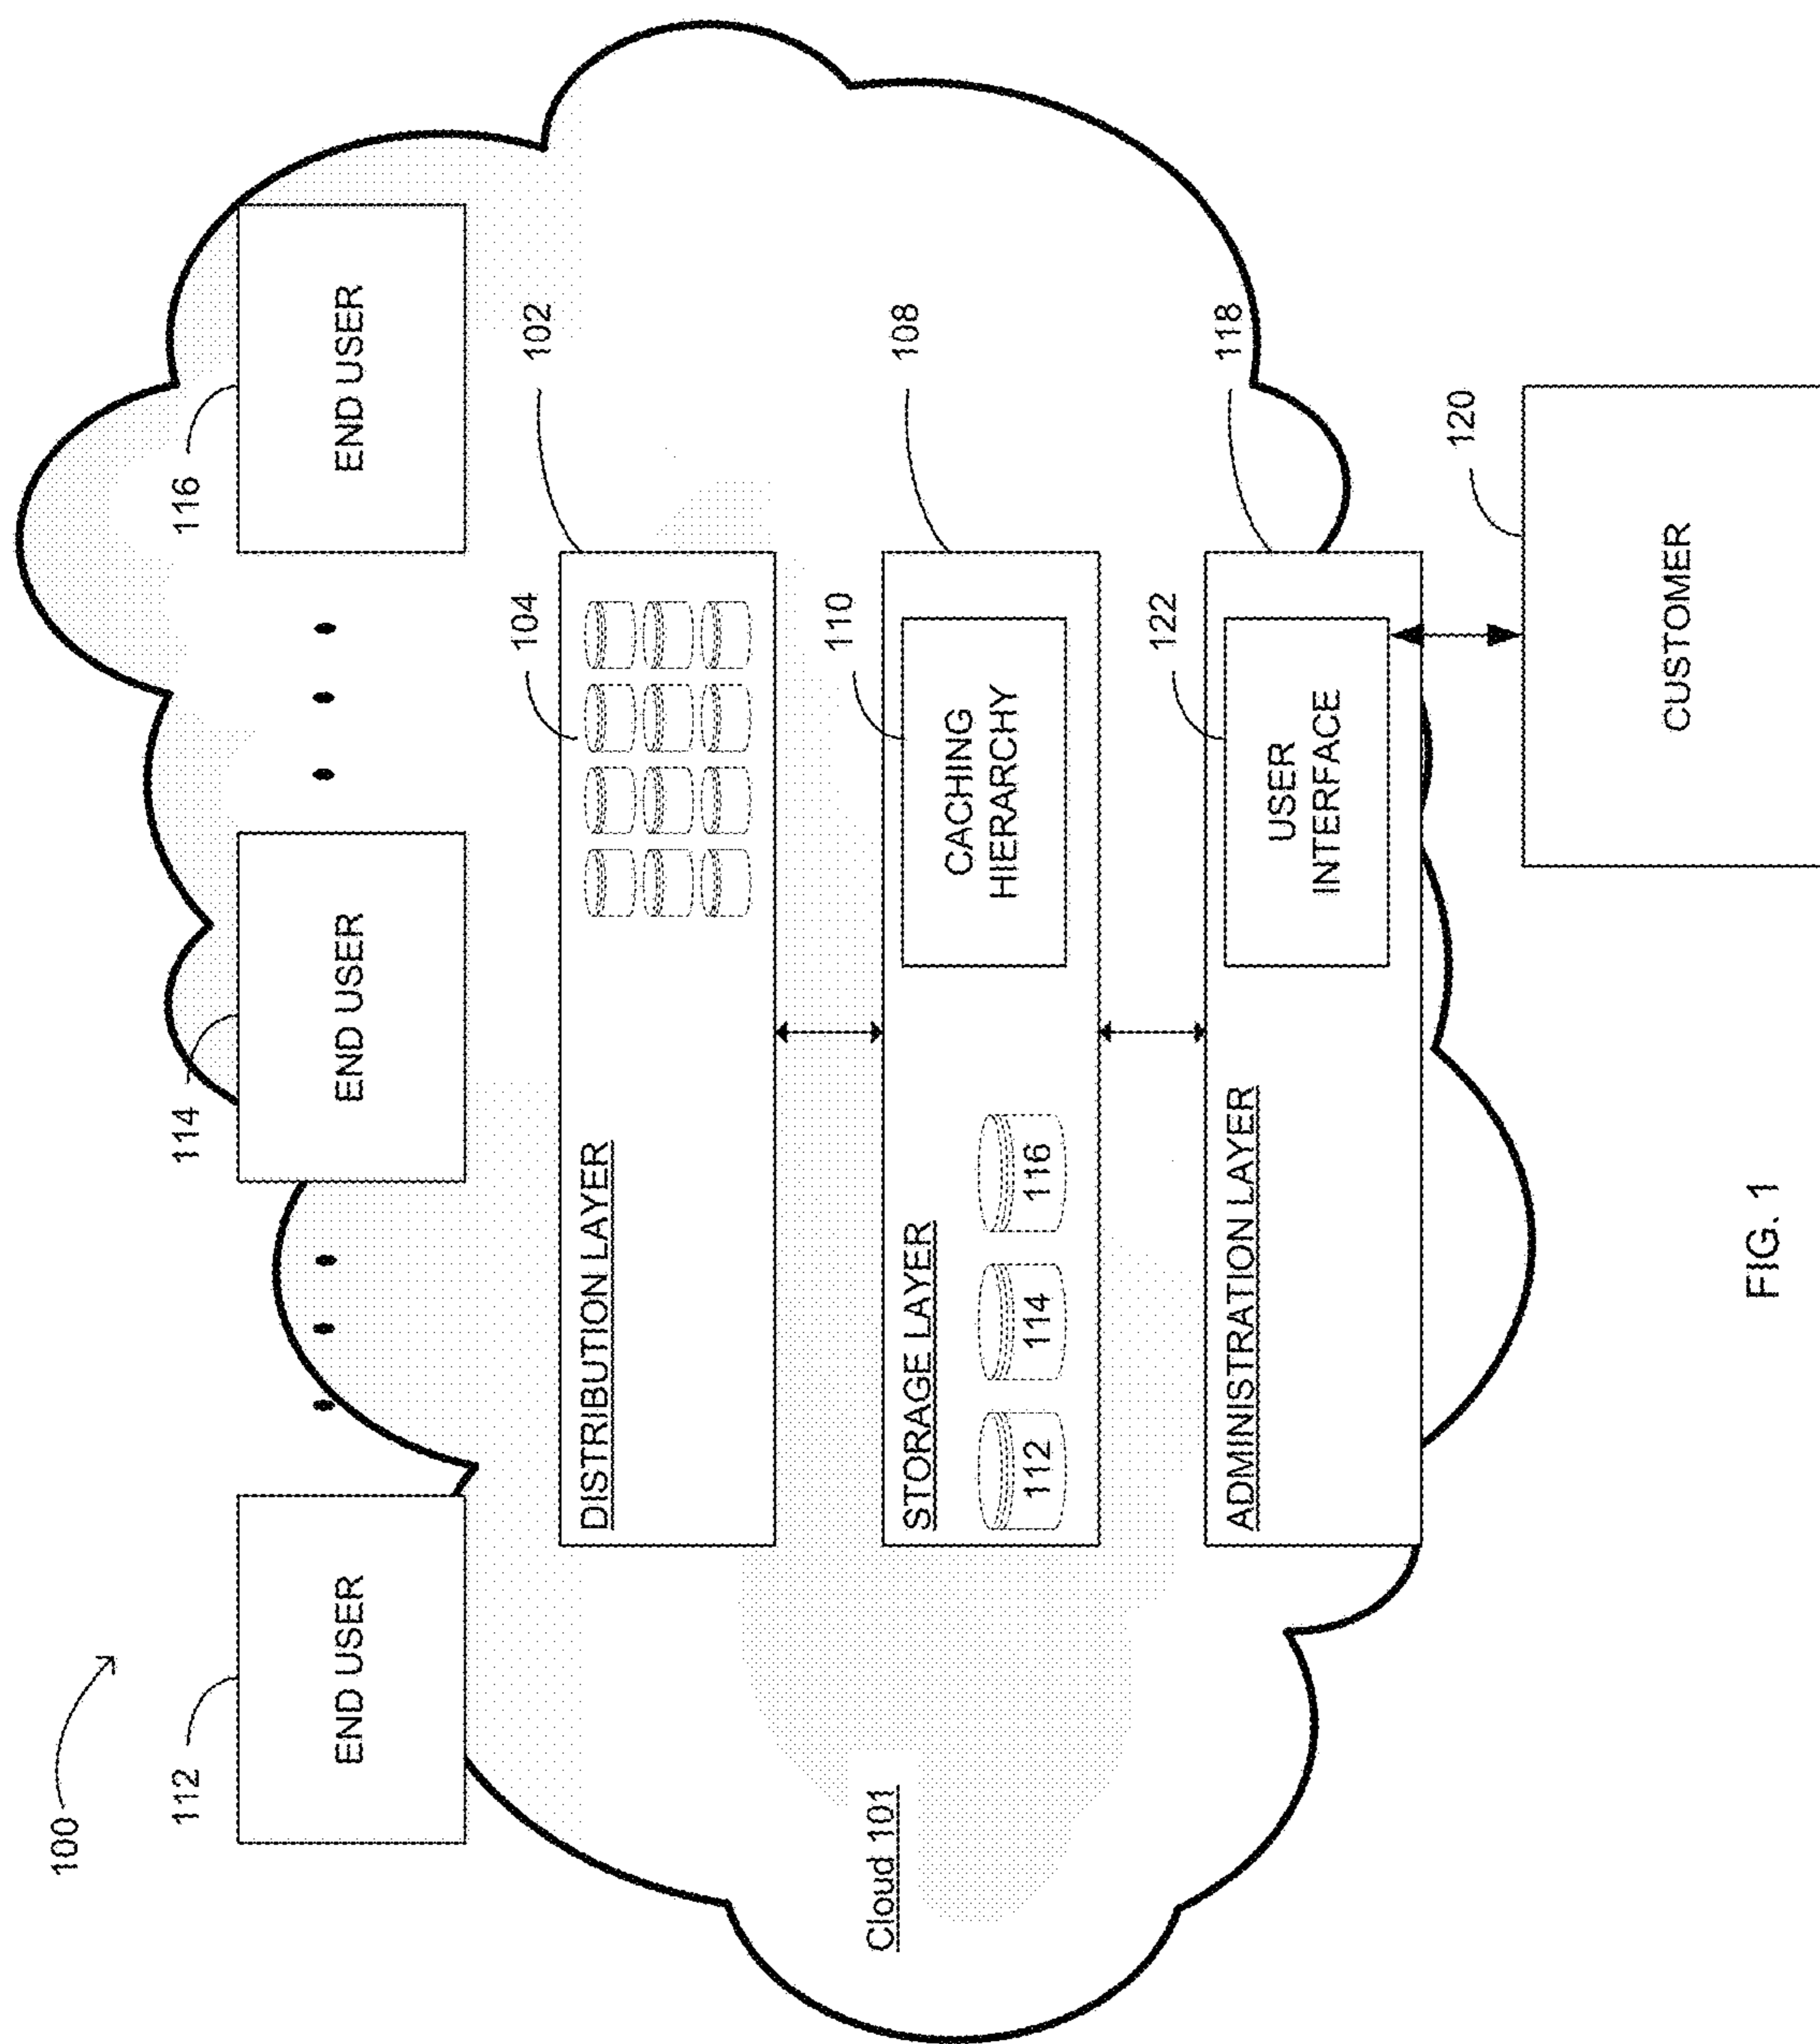 100
112
114
116
END USER
END USER
END USER
102
DISTRIBUTION LAYER
104
108
STORAGE LAYER
110
CACHING
HIERARCHY
112
114
116
Cloud 101
118
ADMINISTRATION LAYER
122
USER
INTERFACE
120
CUSTOMER
FIG. 1